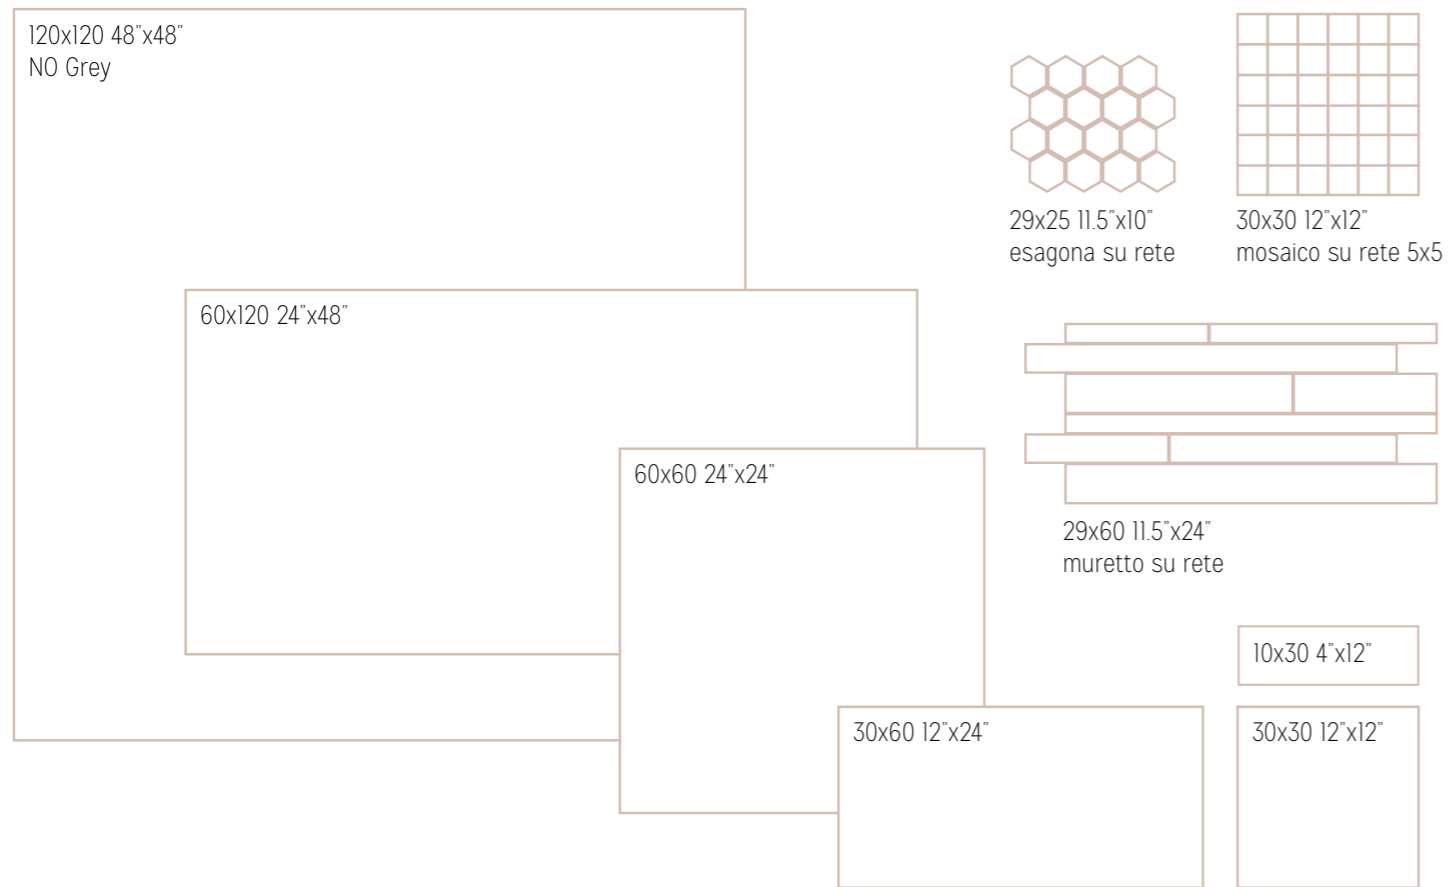 120x120 48"x48"
NO Grey
60x120 24"x48"
60x60 24"x24"
30x60 12"x24"
29x25 11.5"x10"
esagona su rete
30x30 12"x12"
mosaico su rete 5x5
29x60 11.5"x24"
muretto su rete
10x30 4"x12"
30x30 12"x12"